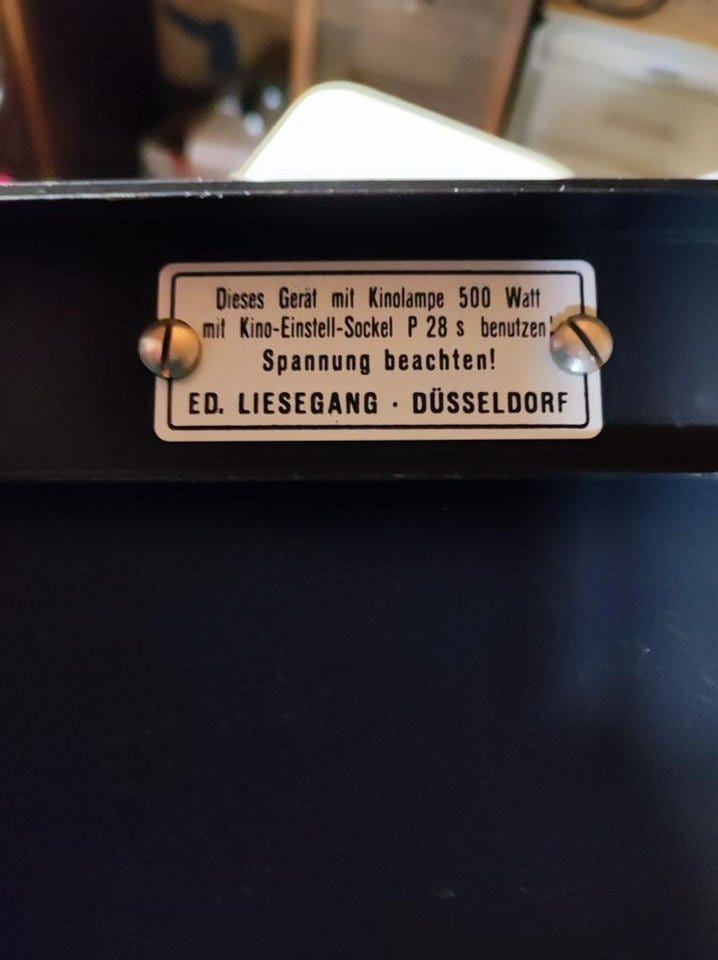 Dieses Gerät mit Kinolampe 500 Watt
mit Kino-Einstell-Sockel P 28 s benutzen!
Spannung beachten!
ED. LIESEGANG · DÜSSELDORF